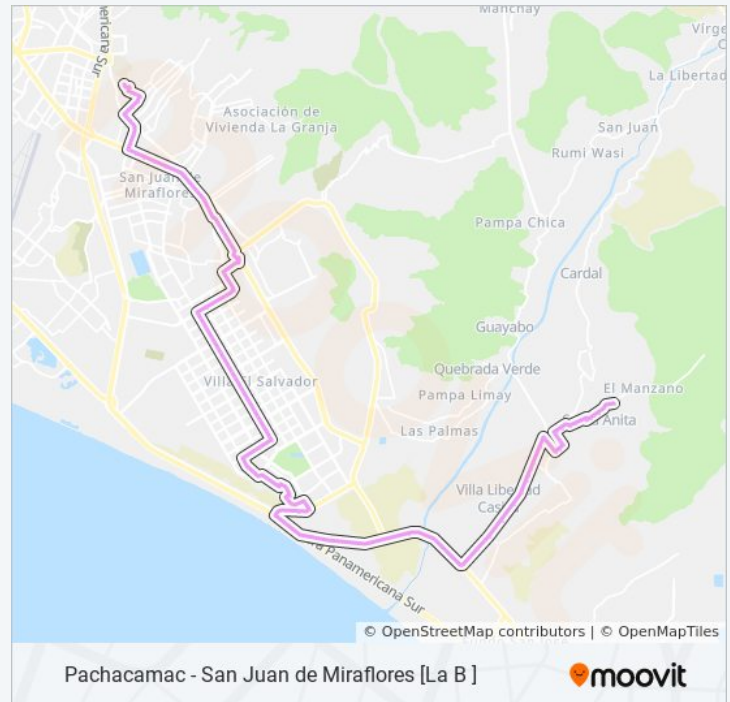 Manchay
americana Sur
La Libertad
Asociación de
Vivienda La Granja
San Juan
Rumi Wasi
San Juan de
Miraflores
Pampa Chica
Cardal
Guayabo
Quebrada Verde
Villa El Salvador
Pampa Limay
El Manzano
Las Palmas
Villa Libertad
Panamericana Sur
© OpenStreetMap contributors | © OpenMapTiles
Pachacamac - San Juan de Miraflores [La B ]
moovit